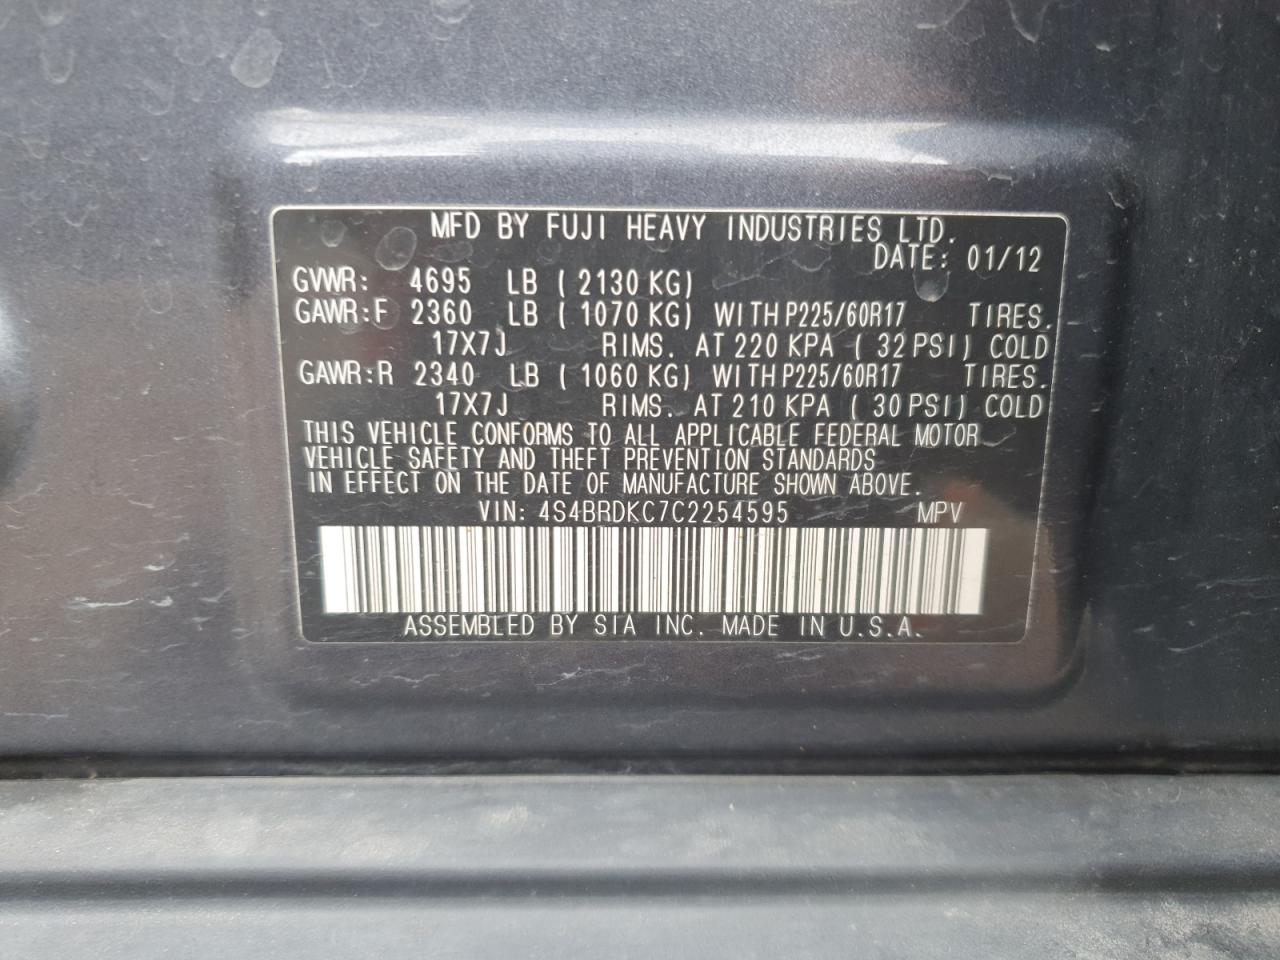 MFD BY FUJI HEAVY INDUSTRIES LTD.
DATE: 01/12
GVWR: 4695 LB ( 2130 KG)
GAWR:F 2360 LB ( 1070 KG) WITH P225/60R17 TIRES.
17X7J RIMS. AT 220 KPA ( 32 PSI) COLD
GAWR:R 2340 LB ( 1060 KG) WITH P225/60R17 TIRES.
17X7J RIMS. AT 210 KPA ( 30 PSI) COLD
THIS VEHICLE CONFORMS TO ALL APPLICABLE FEDERAL MOTOR
VEHICLE SAFETY AND THEFT PREVENTION STANDARDS
IN EFFECT ON THE DATE OF MANUFACTURE SHOWN ABOVE.
VIN: 4S4BRDKC7C2254595 MPV
ASSEMBLED BY SIA INC. MADE IN U.S.A.